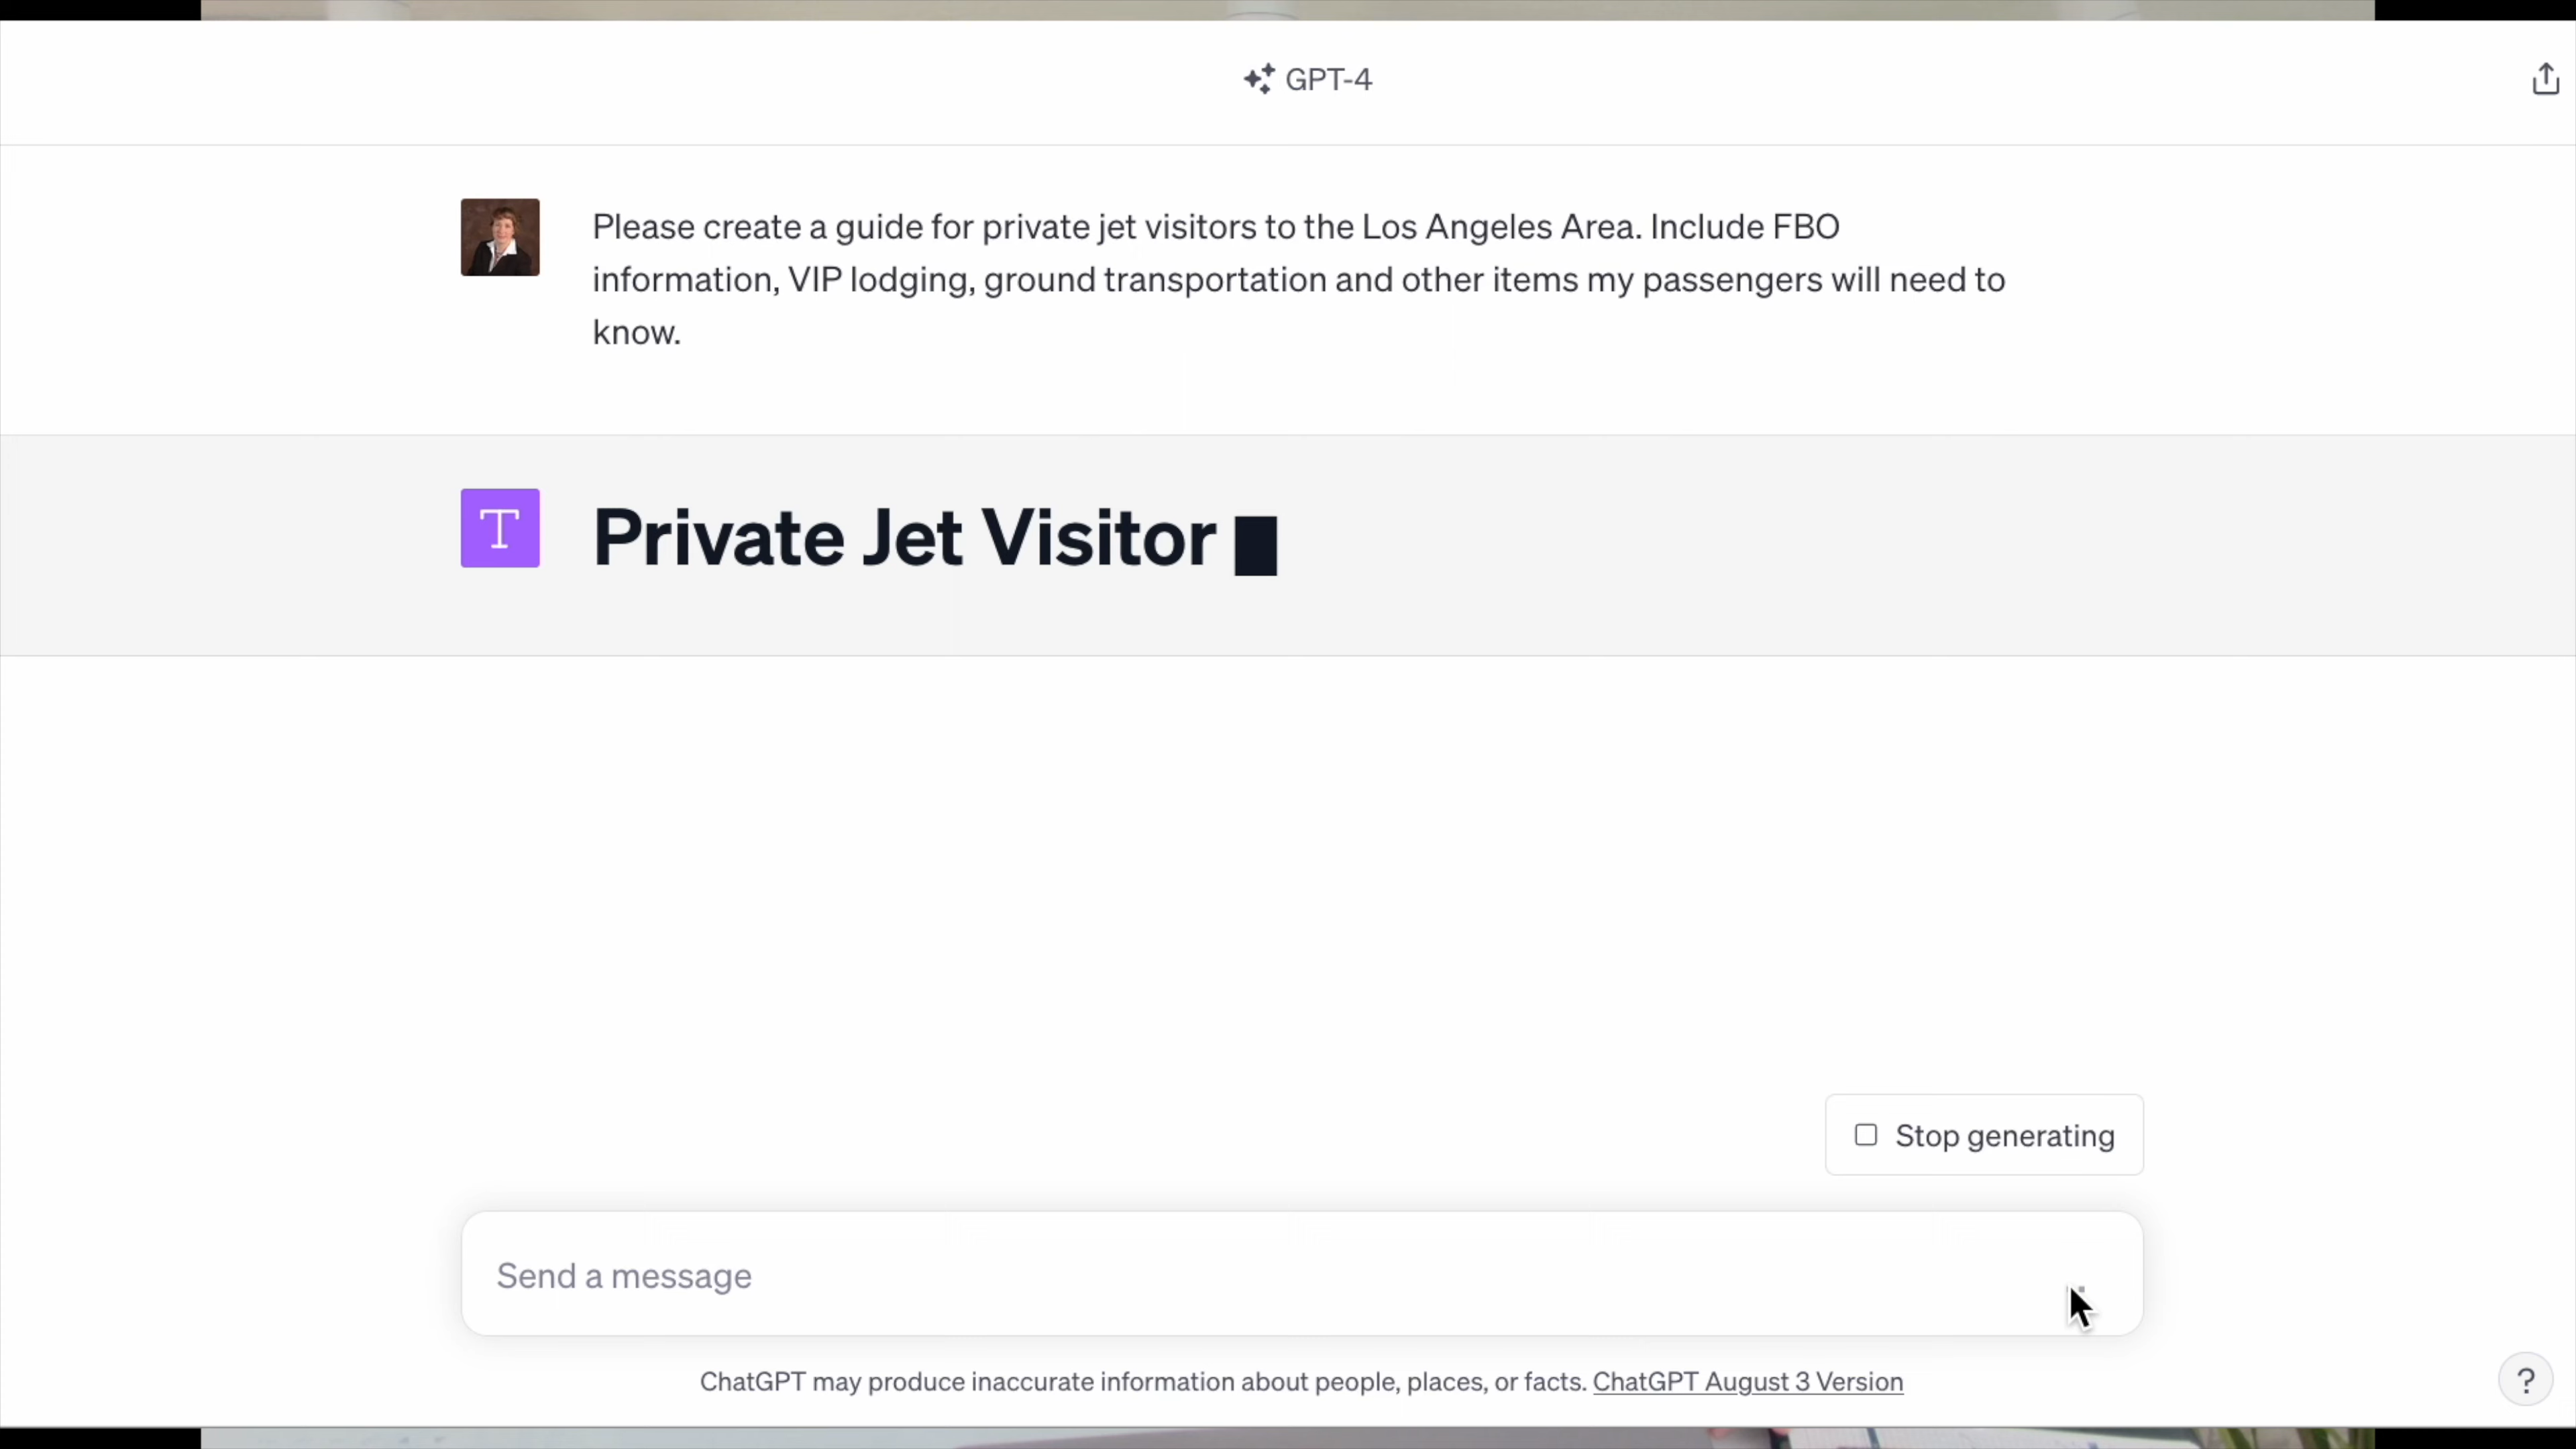 GPT-4
Please create a guide for private jet visitors to the Los Angeles Area. Include FBO
information, VIP lodging, ground transportation and other items my passengers will need to
know.
T
Private Jet Visitor
Stop generating
Send a message
ChatGPT may produce inaccurate information about people, places, or facts. ChatGPT August 3 Version
?